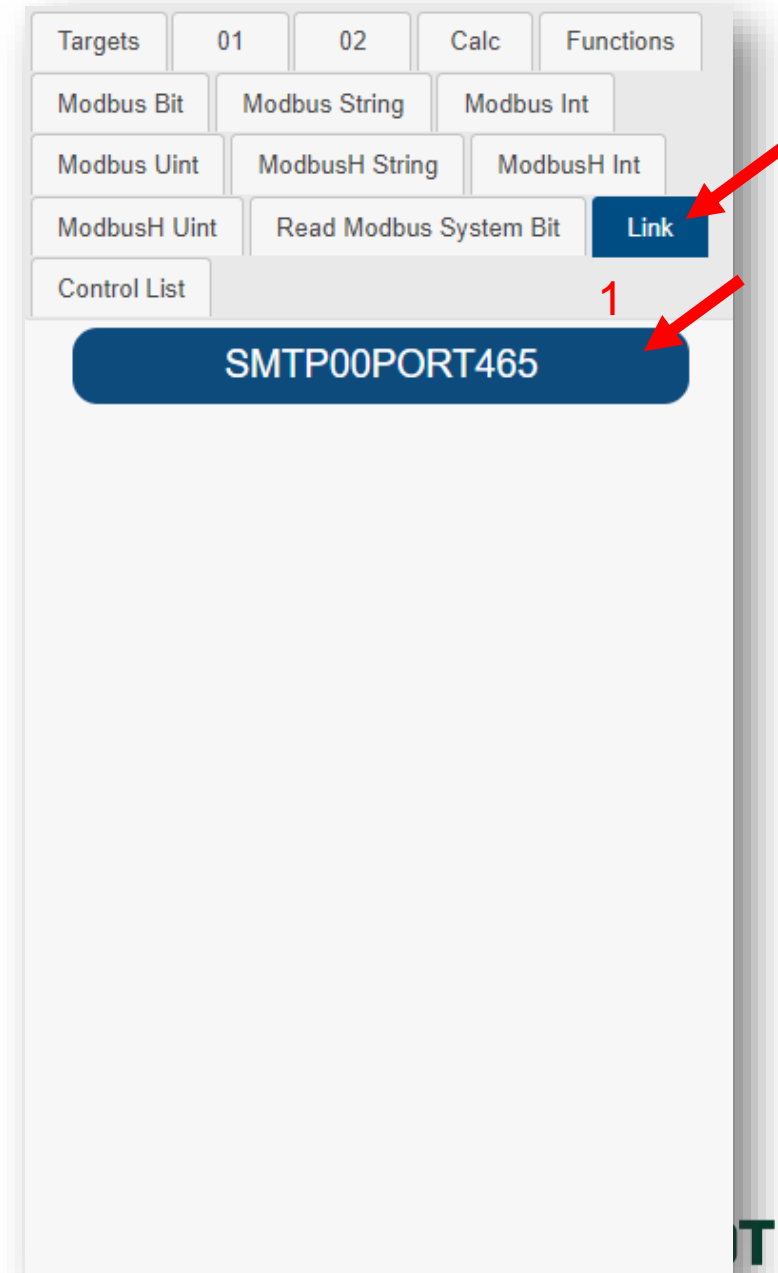 Targets 01 02 Calc Functions
Modbus Bit Modbus String Modbus Int
Modbus Uint ModbusH String ModbusH Int
ModbusH Uint Read Modbus System Bit Link
Control List
1
SMTP00PORT465